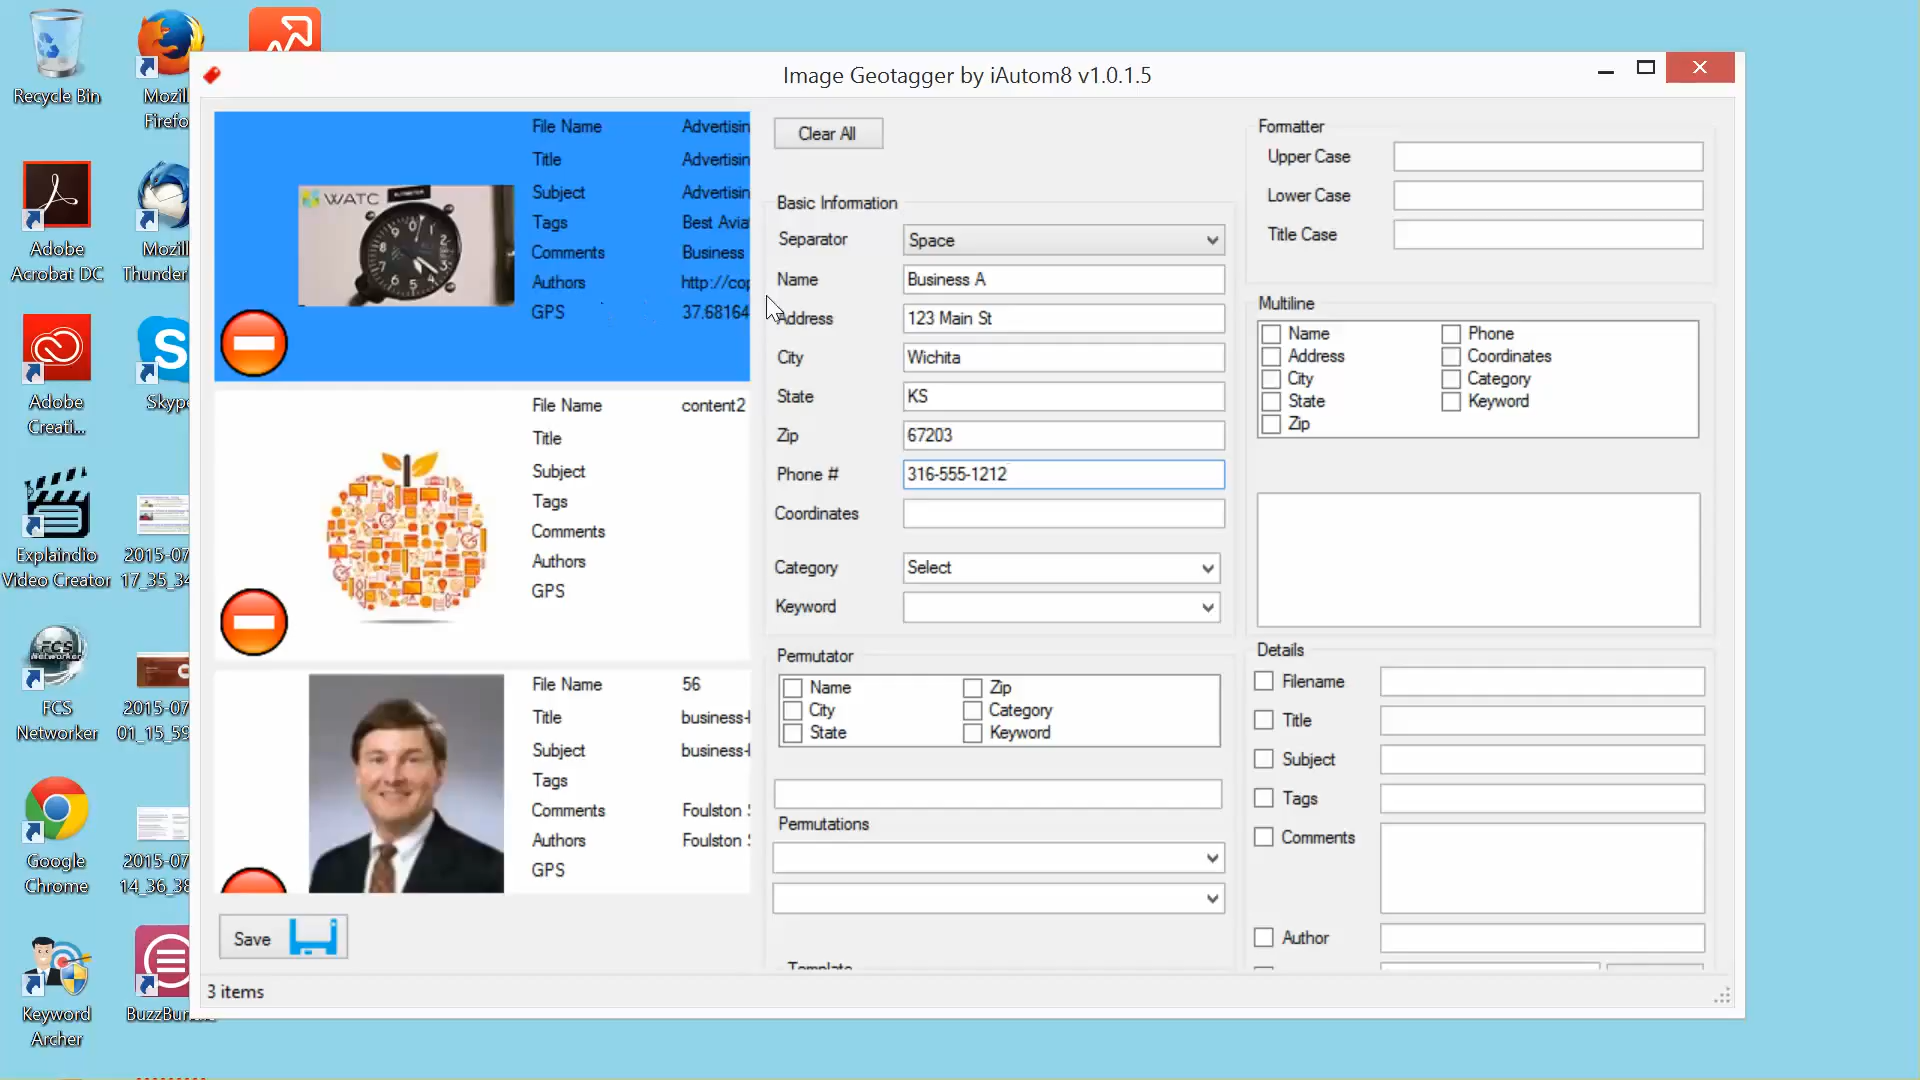 Image Geotagger by iAutom8 v1.0.1.5
Recycle Bin
Mozil
Firefo
Adobe
Acrobat DC
Mozil
Thunder
Adobe
Creati...
Skype
Explaindio
Video Creator
2015-07
17_35_34
FCS
Networker
2015-07
01_15_59
Google
Chrome
2015-07
14_36_38
Keyword
Archer
BuzzBun
File Name Advertisin
Title Advertisin
Subject Advertisin
Tags Best Avia
Comments Business
Authors http://cop
GPS 37.68164
WATC
File Name content2
Title
Subject
Tags
Comments
Authors
GPS
File Name 56
Title business-l
Subject business-l
Tags
Comments Foulston S
Authors Foulston S
GPS
Save
3 items
Clear All
Basic Information
Separator Space
Name Business A
Address 123 Main St
City Wichita
State KS
Zip 67203
Phone # 316-555-1212
Coordinates
Category Select
Keyword
Permutator
Name Zip
City Category
State Keyword
Permutations
Template
Formatter
Upper Case
Lower Case
Title Case
Multiline
Name Phone
Address Coordinates
City Category
State Keyword
Zip
Details
Filename
Title
Subject
Tags
Comments
Author